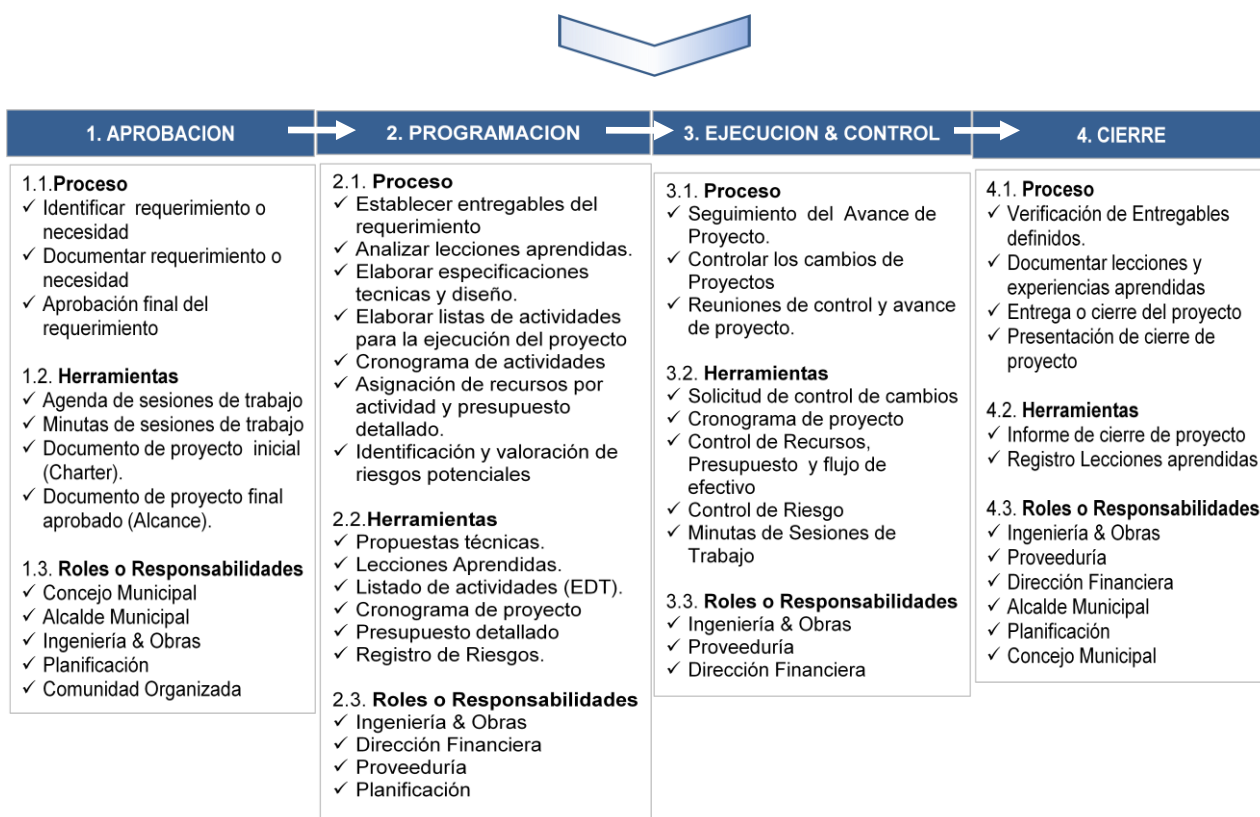 1. APROBACION
1.1.Proceso
✓ Identificar requerimiento o
necesidad
✓ Documentar requerimiento o
necesidad
✓ Aprobación final del
requerimiento
1.2. Herramientas
✓ Agenda de sesiones de trabajo
✓ Minutas de sesiones de trabajo
✓ Documento de proyecto inicial
(Charter).
✓ Documento de proyecto final
aprobado (Alcance).
1.3. Roles o Responsabilidades
✓ Concejo Municipal
✓ Alcalde Municipal
✓ Ingeniería & Obras
✓ Planificación
✓ Comunidad Organizada
2. PROGRAMACION
2.1. Proceso
✓ Establecer entregables del
requerimiento
✓ Analizar lecciones aprendidas.
✓ Elaborar especificaciones
tecnicas y diseño.
✓ Elaborar listas de actividades
para la ejecución del proyecto
✓ Cronograma de actividades
✓ Asignación de recursos por
actividad y presupuesto
detallado.
✓ Identificación y valoración de
riesgos potenciales
2.2.Herramientas
✓ Propuestas técnicas.
✓ Lecciones Aprendidas.
✓ Listado de actividades (EDT).
✓ Cronograma de proyecto
✓ Presupuesto detallado
✓ Registro de Riesgos.
2.3. Roles o Responsabilidades
✓ Ingeniería & Obras
✓ Dirección Financiera
✓ Proveeduría
✓ Planificación
3. EJECUCION & CONTROL
3.1. Proceso
✓ Seguimiento del Avance de
Proyecto.
✓ Controlar los cambios de
Proyectos
✓ Reuniones de control y avance
de proyecto.
3.2. Herramientas
✓ Solicitud de control de cambios
✓ Cronograma de proyecto
✓ Control de Recursos,
Presupuesto y flujo de
efectivo
✓ Control de Riesgo
✓ Minutas de Sesiones de
Trabajo
3.3. Roles o Responsabilidades
✓ Ingeniería & Obras
✓ Proveeduría
✓ Dirección Financiera
4. CIERRE
4.1. Proceso
✓ Verificación de Entregables
definidos.
✓ Documentar lecciones y
experiencias aprendidas
✓ Entrega o cierre del proyecto
✓ Presentación de cierre de
proyecto
4.2. Herramientas
✓ Informe de cierre de proyecto
✓ Registro Lecciones aprendidas
4.3. Roles o Responsabilidades
✓ Ingeniería & Obras
✓ Proveeduría
✓ Dirección Financiera
✓ Alcalde Municipal
✓ Planificación
✓ Concejo Municipal